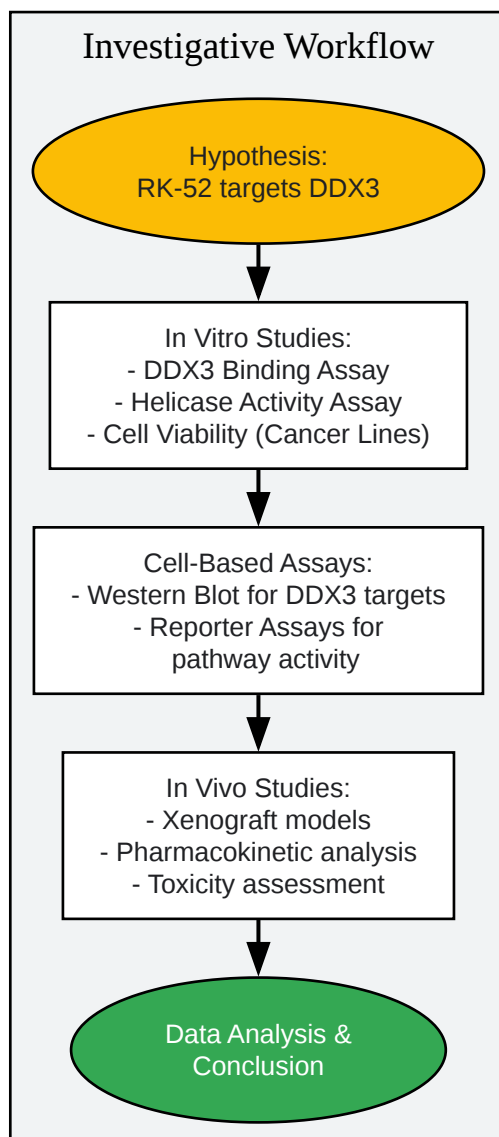 Investigative Workflow
Hypothesis:
RK-52 targets DDX3
In Vitro Studies:
- DDX3 Binding Assay
- Helicase Activity Assay
- Cell Viability (Cancer Lines)
Cell-Based Assays:
- Western Blot for DDX3 targets
- Reporter Assays for
pathway activity
In Vivo Studies:
- Xenograft models
- Pharmacokinetic analysis
- Toxicity assessment
Data Analysis &
Conclusion